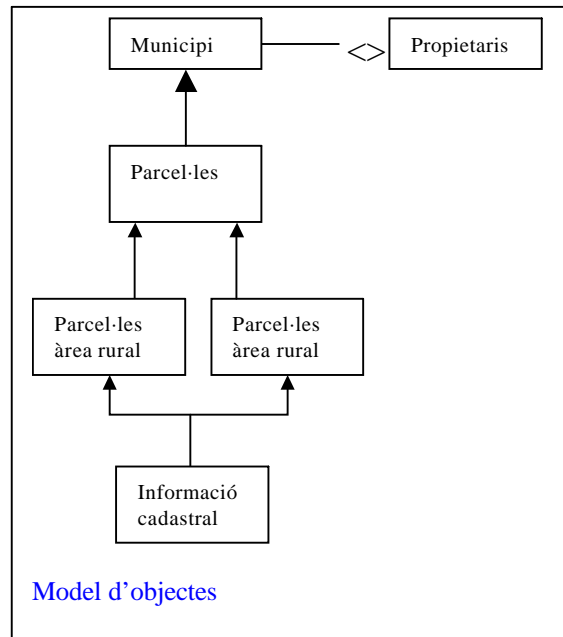 Municipi
Propietaris
Parcel·les
Parcel·les
àrea rural
Parcel·les
àrea rural
Informació
cadastral
Model d’objectes